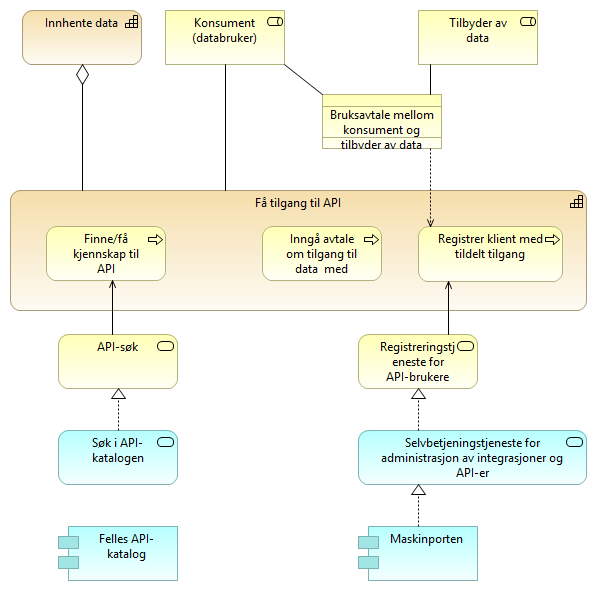 Innhente data
Konsument
(databruker)
Tilbyder av
data
Bruksavtale mellom
konsument og
tilbyder av data
Få tilgang til API
Finne/få
kjennskap til
API
Inngå avtale
om tilgang til
data  med
Registrer klient med
tildelt tilgang
API-søk
Registreringstj
eneste for
API-brukere
Søk i API-
katalogen
Selvbetjeningstjeneste for
administrasjon av integrasjoner og
API-er
Felles API-
katalog
Maskinporten